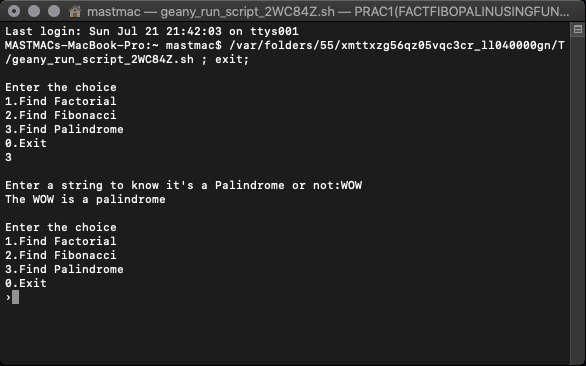 mastmac — geany_run_script_2WC84Z.sh — PRAC1(FACTFIBOPALINUSINGFUN...
Last login: Sun Jul 21 21:42:03 on ttys001
MASTMACs-MacBook-Pro:~ mastmac$ /var/folders/55/xmttxzg56qz05vqc3cr_ll040000gn/T
/geany_run_script_2WC84Z.sh ; exit;
Enter the choice
1.Find Factorial
2.Find Fibonacci
3.Find Palindrome
0.Exit
3
Enter a string to know it's a Palindrome or not:WOW
The WOW is a palindrome
Enter the choice
1.Find Factorial
2.Find Fibonacci
3.Find Palindrome
0.Exit
›